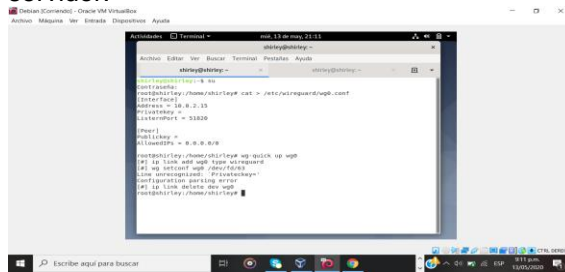 Debian [Corriendo] - Oracle VM VirtualBox
Archivo Máquina Ver Entrada Dispositivos Ayuda
Actividades Terminal mié, 13 de may, 21:11
shirley@shirley: ~
Archivo Editar Ver Buscar Terminal Pestañas Ayuda
shirley@shirley: ~ shirley@shirley: ~
shirley@shirley:~$ su
Contraseña:
root@shirley:/home/shirley# cat > /etc/wireguard/wg0.conf
[Interface]
Address = 10.0.2.15
Privatekey =
ListernPort = 51820
[Peer]
Publickey =
AllowedIPs = 0.0.0.0/0
root@shirley:/home/shirley# wg-quick up wg0
[#] ip link add wg0 type wireguard
[#] wg setconf wg0 /dev/fd/63
Line unrecognized: `Privatekey='
Configuration parsing error
[#] ip link delete dev wg0
root@shirley:/home/shirley#
CTRL DERECHA
Escribe aquí para buscar
ESP
9:11 p.m.
13/05/2020